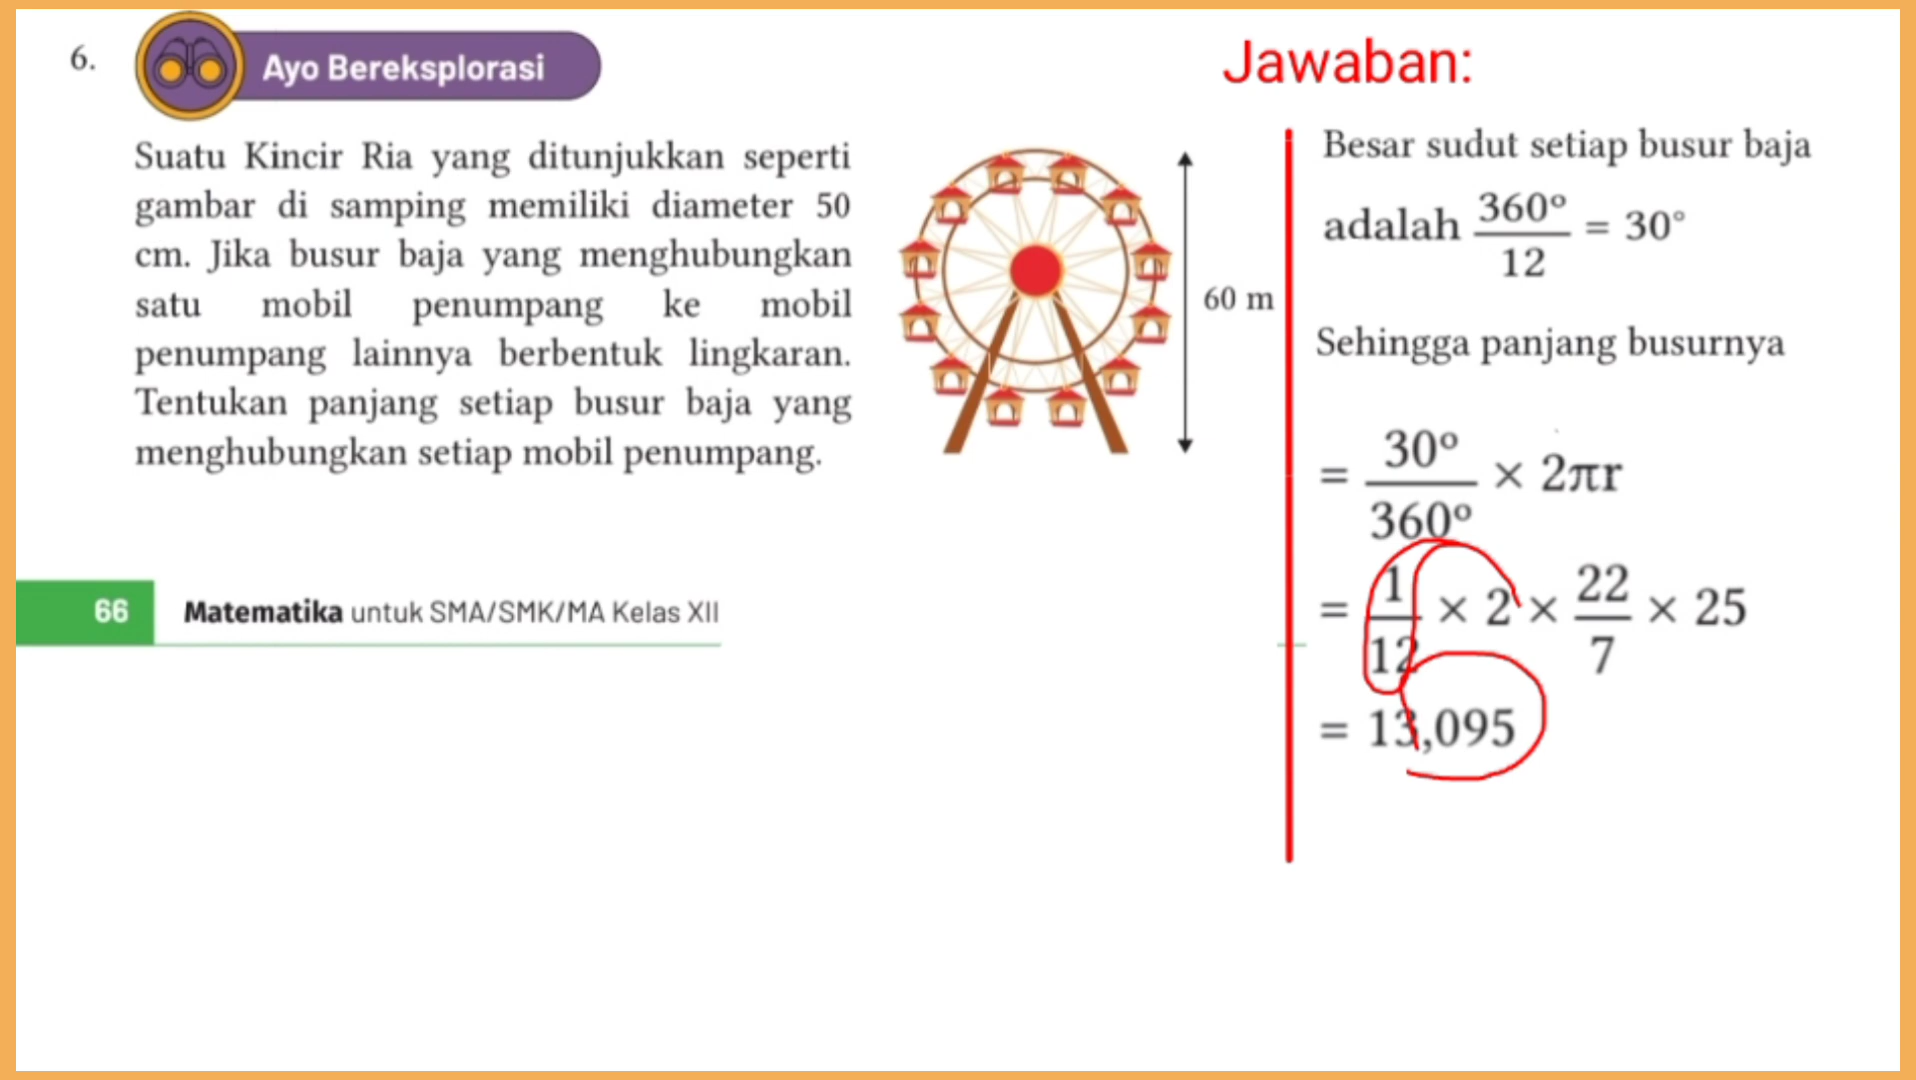 6.
Ayo Bereksplorasi
Suatu Kincir Ria yang ditunjukkan seperti
gambar di samping memiliki diameter 50
cm. Jika busur baja yang menghubungkan
satu mobil penumpang ke mobil
penumpang lainnya berbentuk lingkaran.
Tentukan panjang setiap busur baja yang
menghubungkan setiap mobil penumpang.
60 m
66
Matematika untuk SMA/SMK/MA Kelas XII
Jawaban:
Besar sudut setiap busur baja
adalah 360°/12 = 30°
Sehingga panjang busurnya
= 30°/360° × 2πr
= 1/12 × 2 × 22/7 × 25
= 13,095